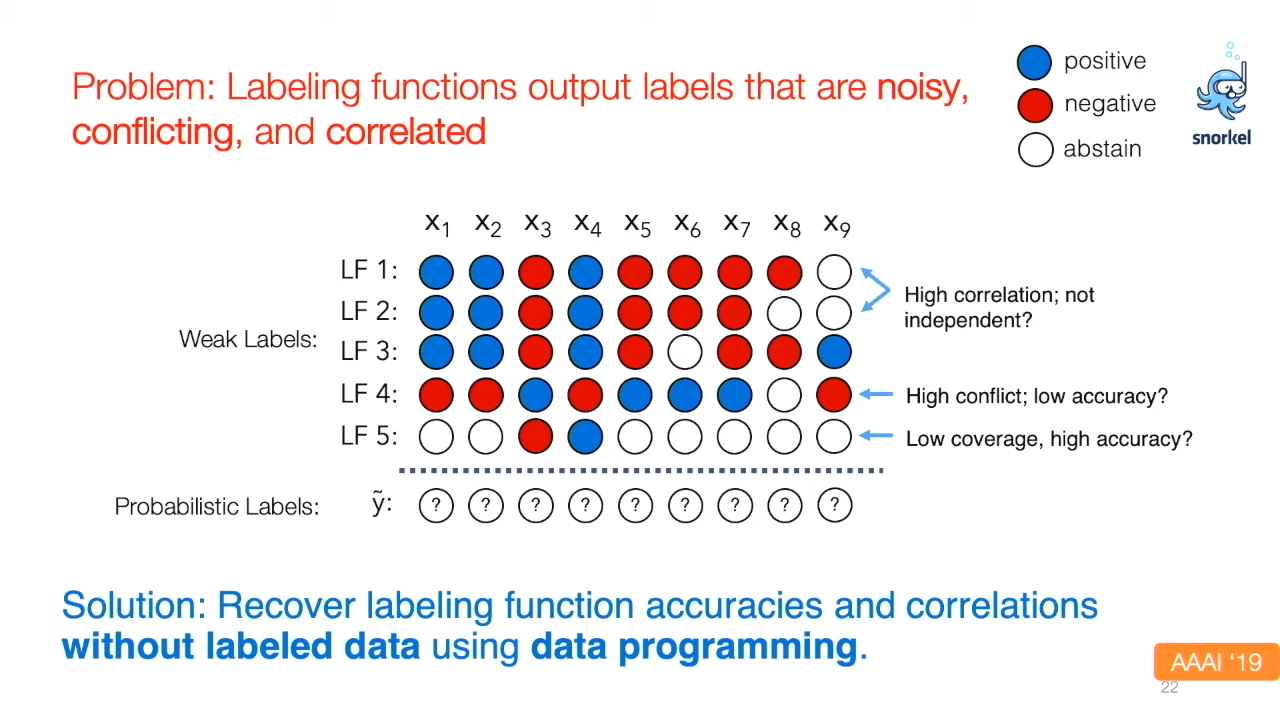 Problem: Labeling functions output labels that are noisy,
conflicting, and correlated
positive
negative
abstain
snorkel
x1 x2 x3 x4 x5 x6 x7 x8 x9
LF 1:
LF 2:
High correlation; not
independent?
Weak Labels:
LF 3:
LF 4:
High conflict; low accuracy?
LF 5:
Low coverage, high accuracy?
Probabilistic Labels: ỹ: ? ? ? ? ? ? ? ? ?
Solution: Recover labeling function accuracies and correlations
without labeled data using data programming.
AAAI ‘19
22